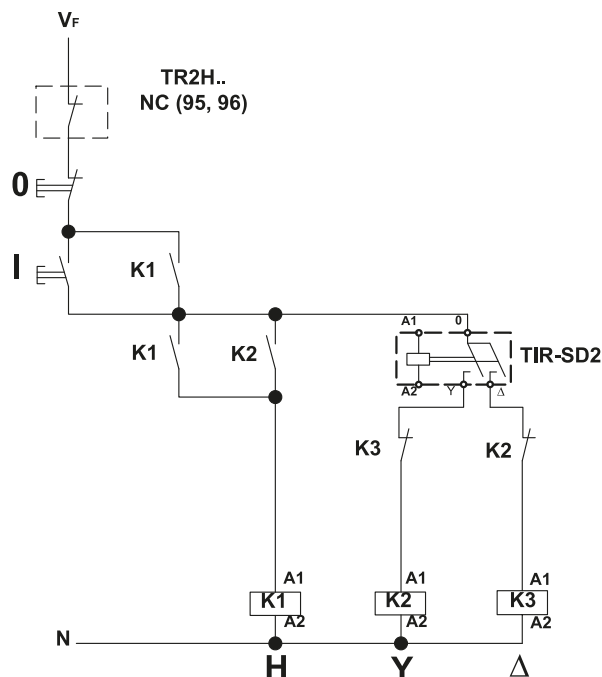 VF
TR2H..
NC (95, 96)
0
I
K1
K1
K2
A1
0
TIR-SD2
A2
Y
Δ
K3
K2
A1
A1
A1
K1
K2
K3
A2
A2
A2
N
H
Y
Δ